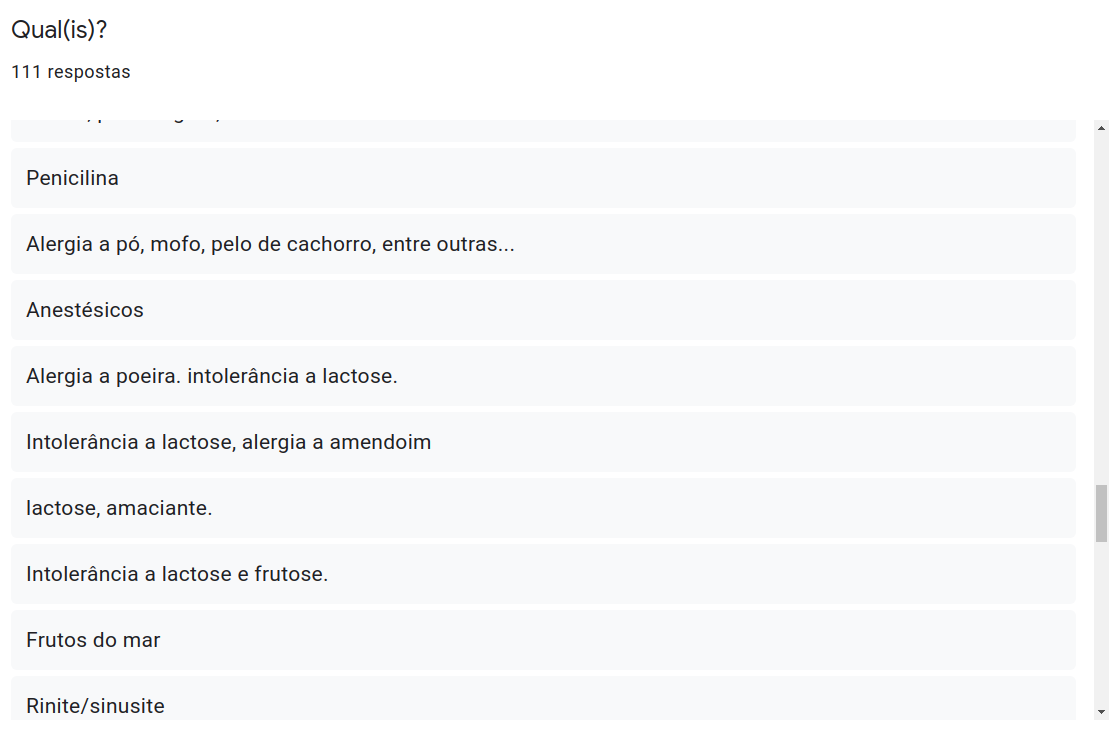 Qual(is)?
111 respostas
Penicilina
Alergia a pó, mofo, pelo de cachorro, entre outras...
Anestésicos
Alergia a poeira. intolerância a lactose.
Intolerância a lactose, alergia a amendoim
lactose, amaciante.
Intolerância a lactose e frutose.
Frutos do mar
Rinite/sinusite